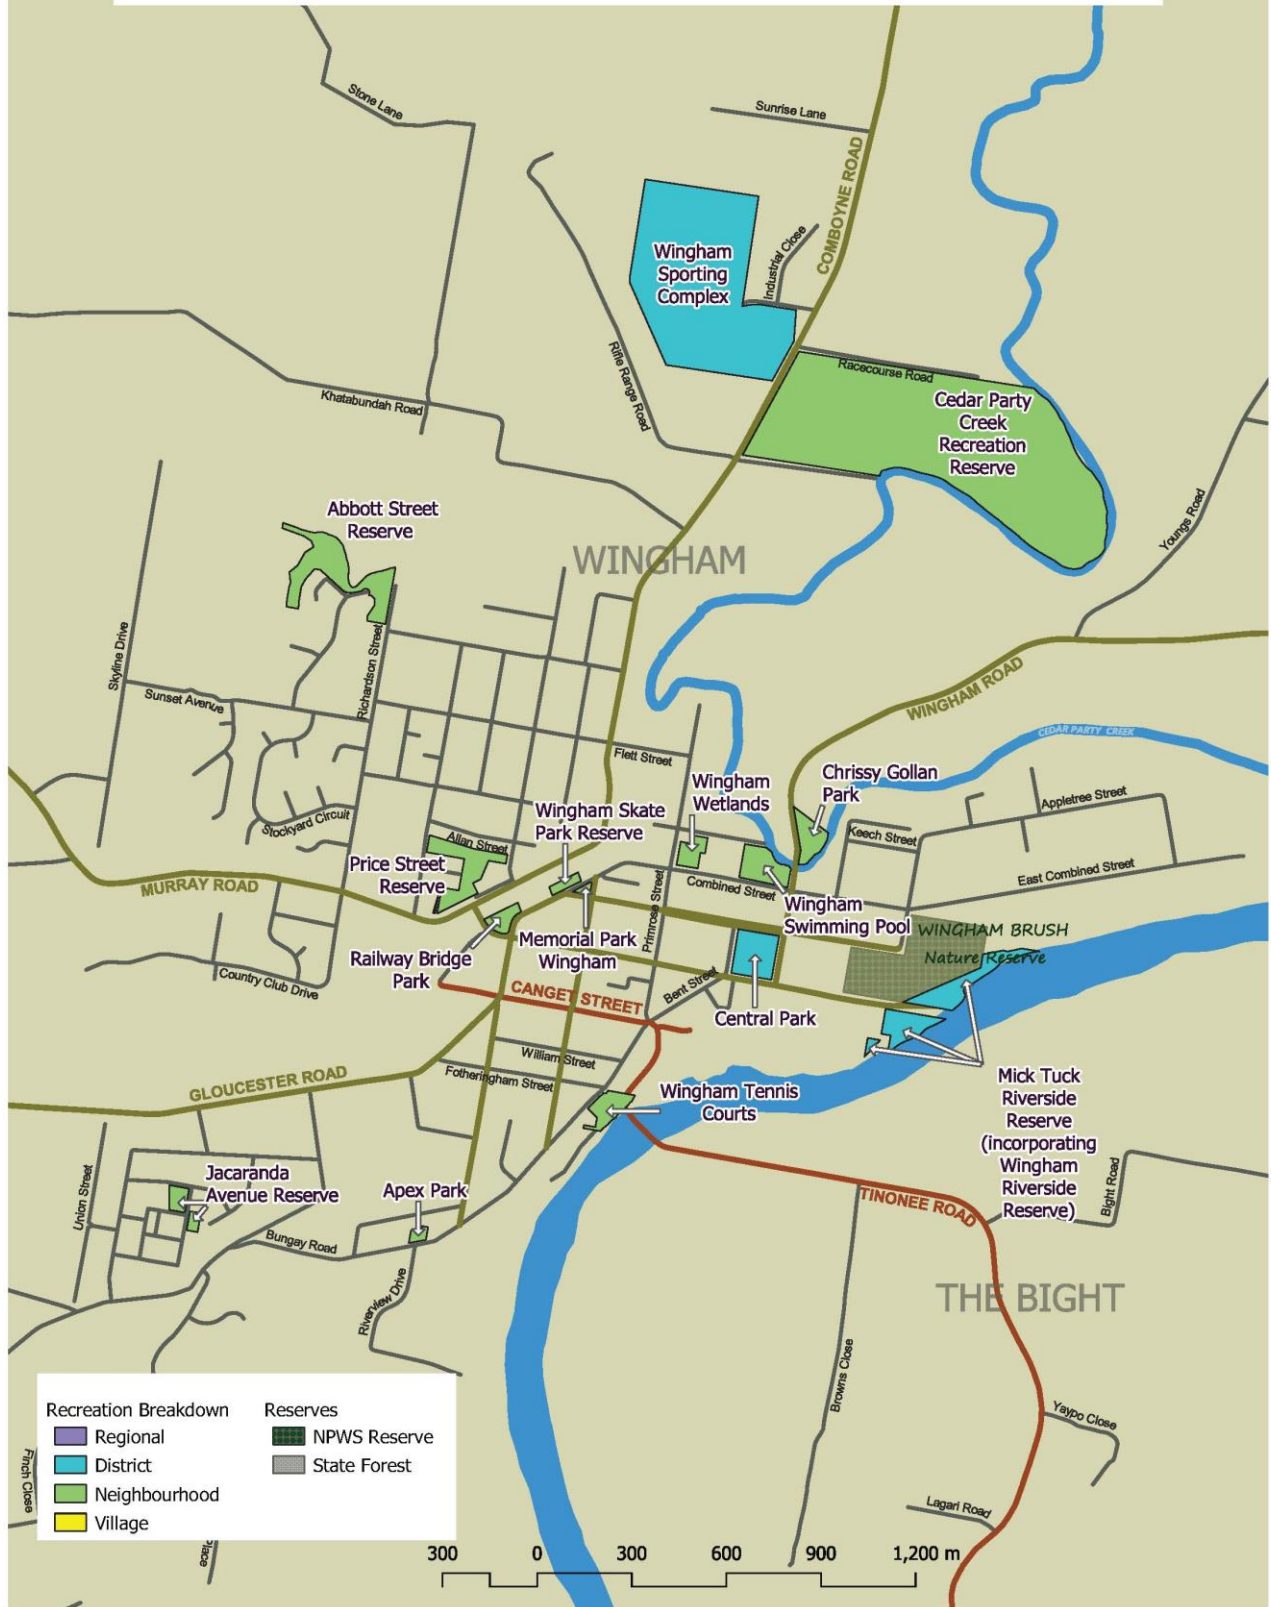 Stone Lane
Sunrise Lane
COMBOYNE ROAD
Industrial Close
Wingham
Sporting
Complex
Rifle Range Road
Racecourse Road
Khatabundah Road
Cedar Party
Creek
Recreation
Reserve
Youngs Road
Abbott Street
Reserve
WINGHAM
Skyline Drive
Richardson Street
Sunset Avenue
WINGHAM ROAD
CEDAR PARTY CREEK
Flett Street
Wingham
Wetlands
Chrissy Gollan
Park
Appletree Street
Stockyard Circuit
Wingham Skate
Park Reserve
Allan Street
Keech Street
Price Street
Reserve
East Combined Street
MURRAY ROAD
Combined Street
Primrose Street
Wingham
Swimming Pool
WINGHAM BRUSH
Nature Reserve
Memorial Park
Wingham
Railway Bridge
Park
Country Club Drive
Bent Street
CANGET STREET
Central Park
William Street
Fotheringham Street
GLOUCESTER ROAD
Wingham Tennis
Courts
Mick Tuck
Riverside
Reserve
(incorporating
Wingham
Riverside
Reserve)
Union Street
Jacaranda
Avenue Reserve
Apex Park
Bight Road
TINONEE ROAD
Bungay Road
Riverview Drive
THE BIGHT
Browns Close
Yaypo Close
Lagari Road
Finch Close
Place
Recreation Breakdown
Regional
District
Neighbourhood
Village
Reserves
NPWS Reserve
State Forest
300 0 300 600 900 1,200 m